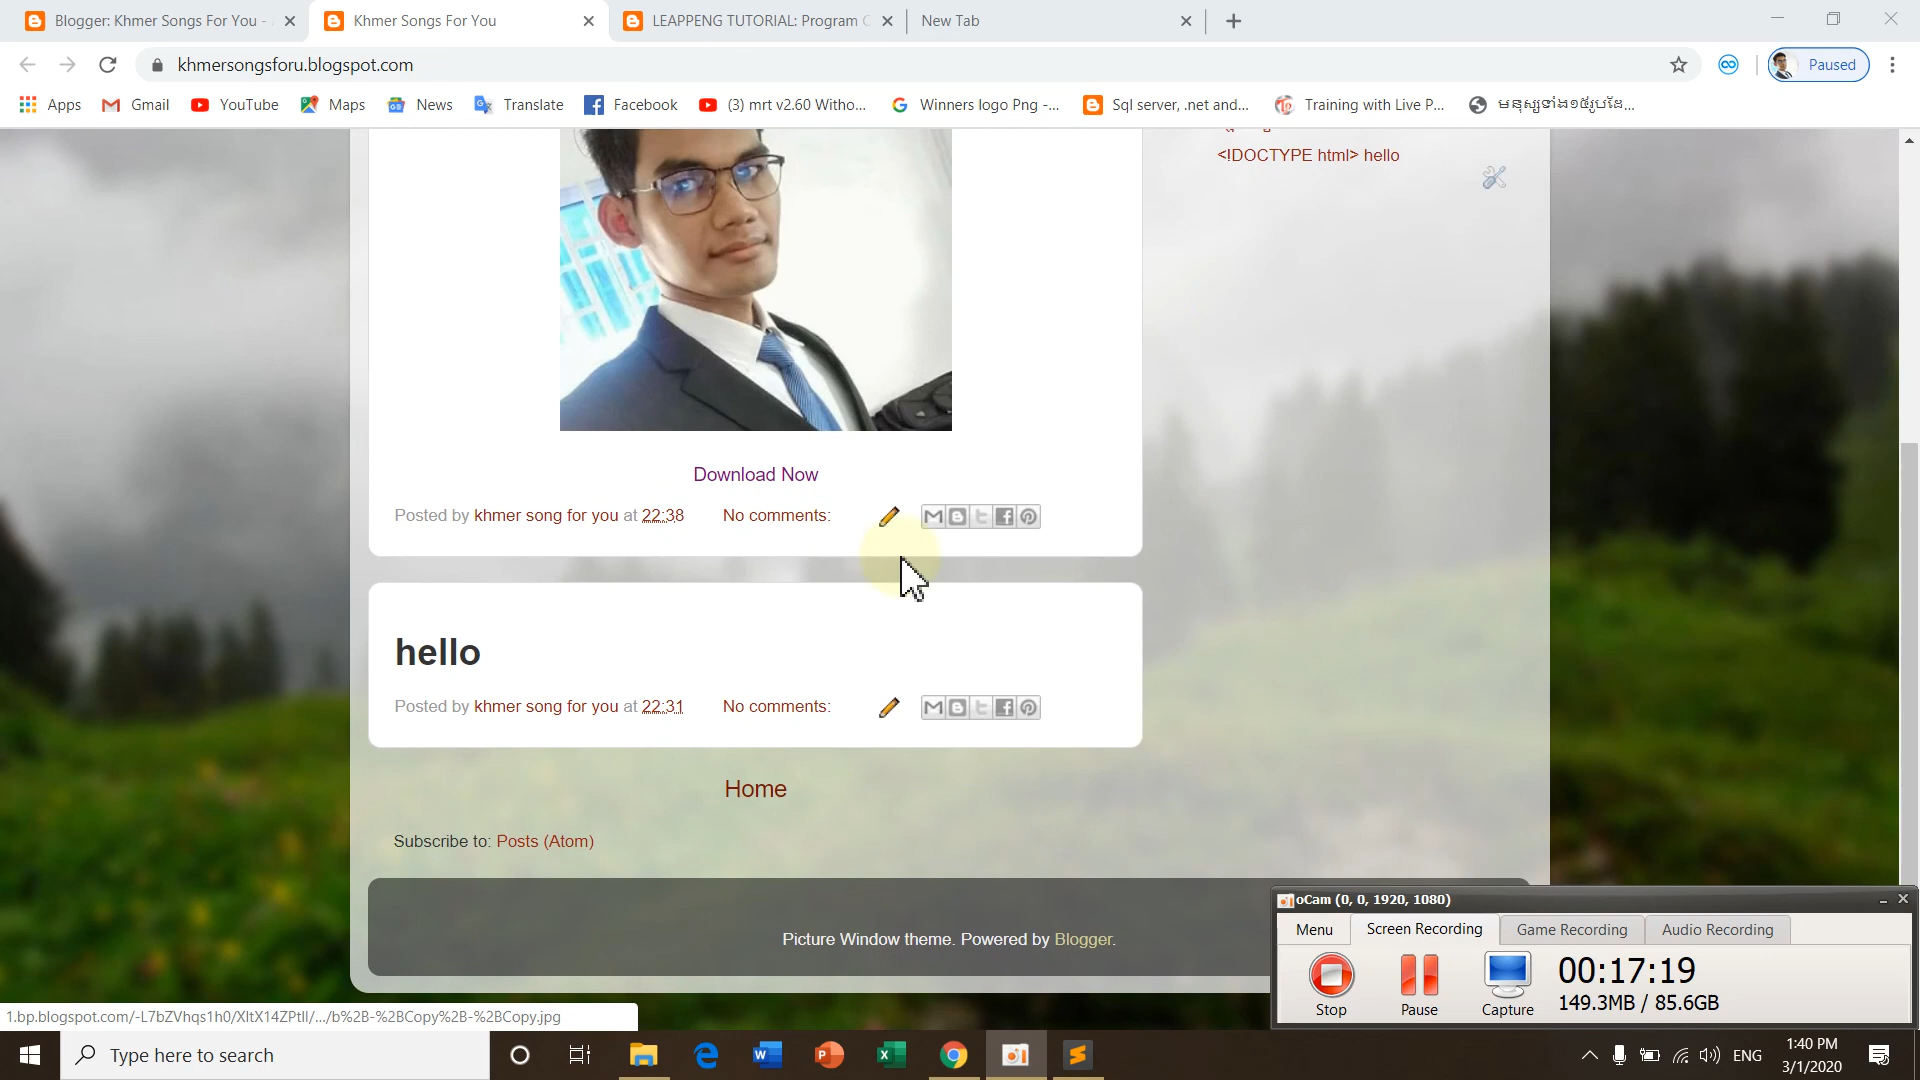 Blogger: Khmer Songs For You -
Khmer Songs For You
LEAPPENG TUTORIAL: Program C
New Tab
khmersongsforu.blogspot.com
Paused
Apps
Gmail
YouTube
Maps
News
Translate
Facebook
(3) mrt v2.60 Witho...
Winners logo Png -...
Sql server, .net and...
Training with Live P...
<!DOCTYPE html> hello
Download Now
Posted by khmer song for you at 22:38
No comments:
hello
Posted by khmer song for you at 22:31
No comments:
Home
Subscribe to: Posts (Atom)
Picture Window theme. Powered by Blogger.
oCam (0, 0, 1920, 1080)
Menu
Screen Recording
Game Recording
Audio Recording
Stop
Pause
Capture
00:17:19
149.3MB / 85.6GB
1.bp.blogspot.com/-L7bZVhqs1h0/XltX14ZPtlI/.../b%2B-%2BCopy%2B-%2BCopy.jpg
Type here to search
ENG
1:40 PM
3/1/2020